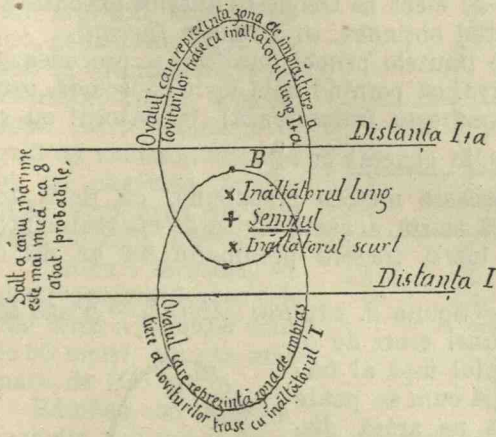 Ovalul care reprezintă zona de împrăștiere a
loviturilor trase cu înălțătorul lung I+a
Distanța I+a
B
Inălțătorul lung
Semnul
Inălțătorul scurt
Salt a cărui mărime
este mai mică ca 8
abat. probabile,
Distanța I
Ovalul care reprezintă zona de împrăș
tiere a loviturilor
trase cu înălțătorul I